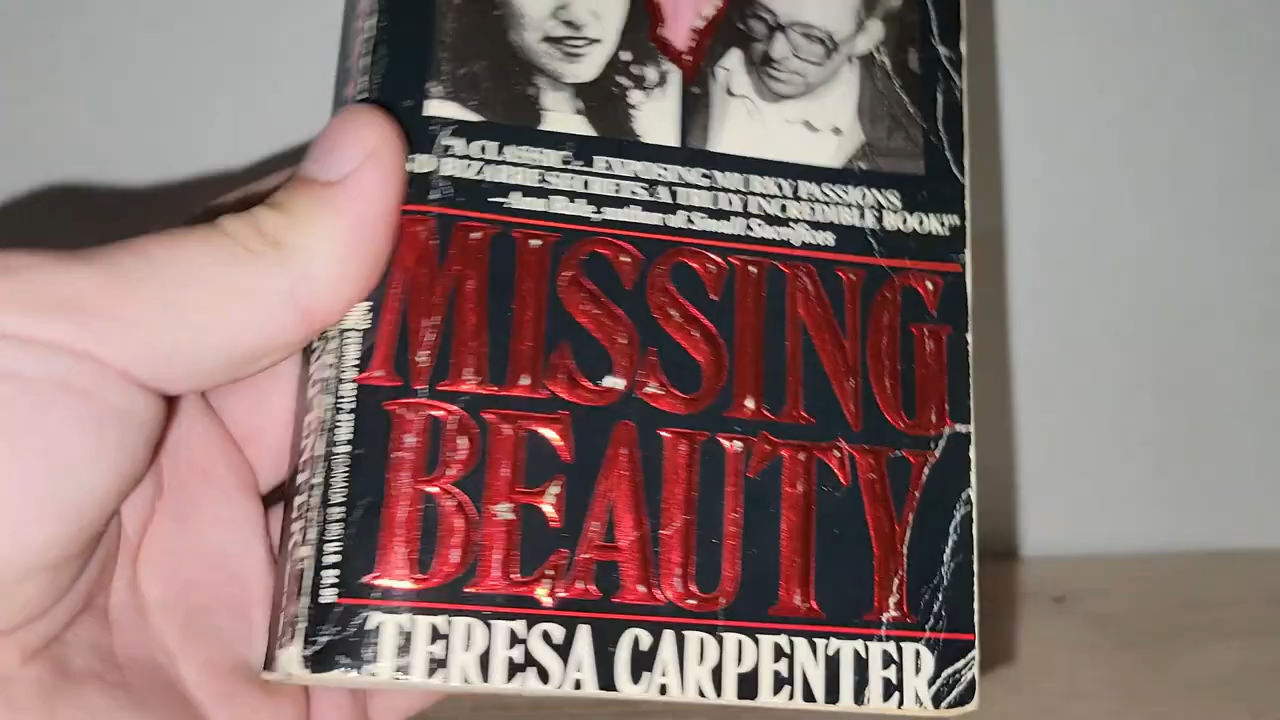 "A CLASSIC... EXPOSING MURKY PASSIONS
BIZARRE SECRETS. A TRULY INCREDIBLE BOOK!"
—Ann Rule, author of Small Sacrifices
MISSING
BEAUTY
TERESA CARPENTER